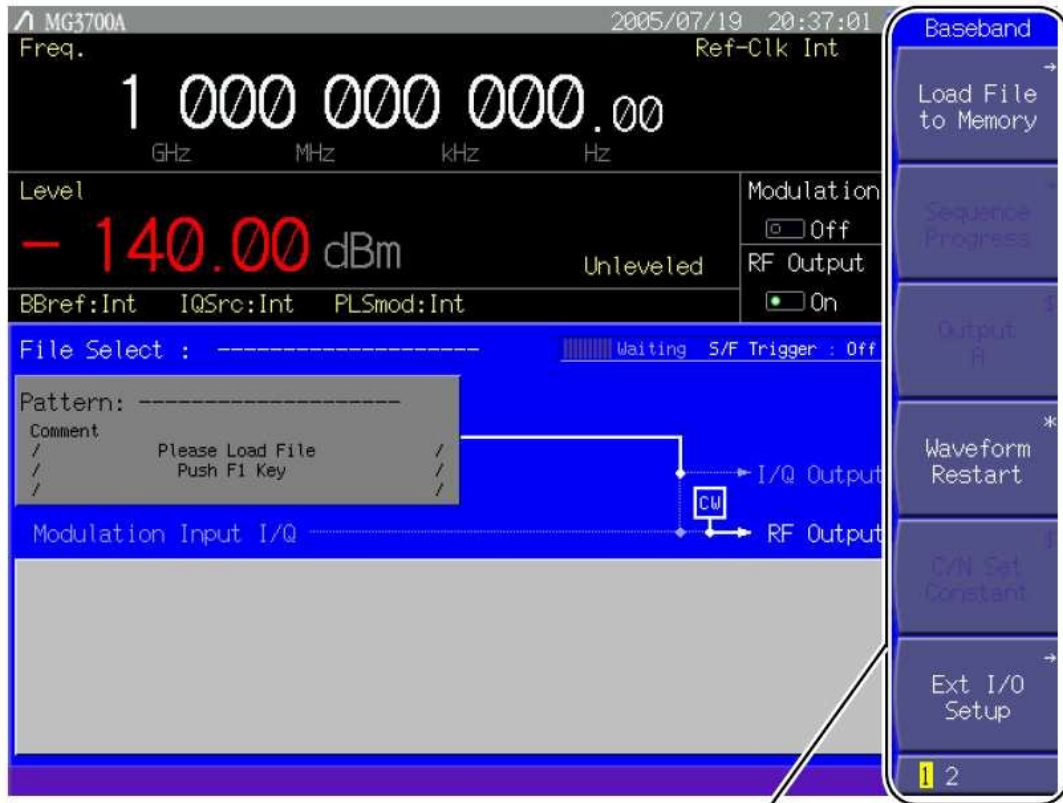 MG3700A 2005/07/19 20:37:01
Freq. Ref-Clk Int
1 000 000 000.00
GHz MHz kHz Hz
Level
- 140.00 dBm
Unleveled
Modulation
Off
RF Output
On
BBref:Int IQSrc:Int PLSmod:Int
File Select : --------------------
Waiting S/F Trigger : Off
Pattern: --------------------
Comment
/ Please Load File /
/ Push F1 Key /
/ /
I/Q Output
CW
Modulation Input I/Q
RF Output
Baseband
Load File
to Memory
Sequence
Progress
Output
A
*
Waveform
Restart
C/N Set
Constant
Ext I/O
Setup
1 2